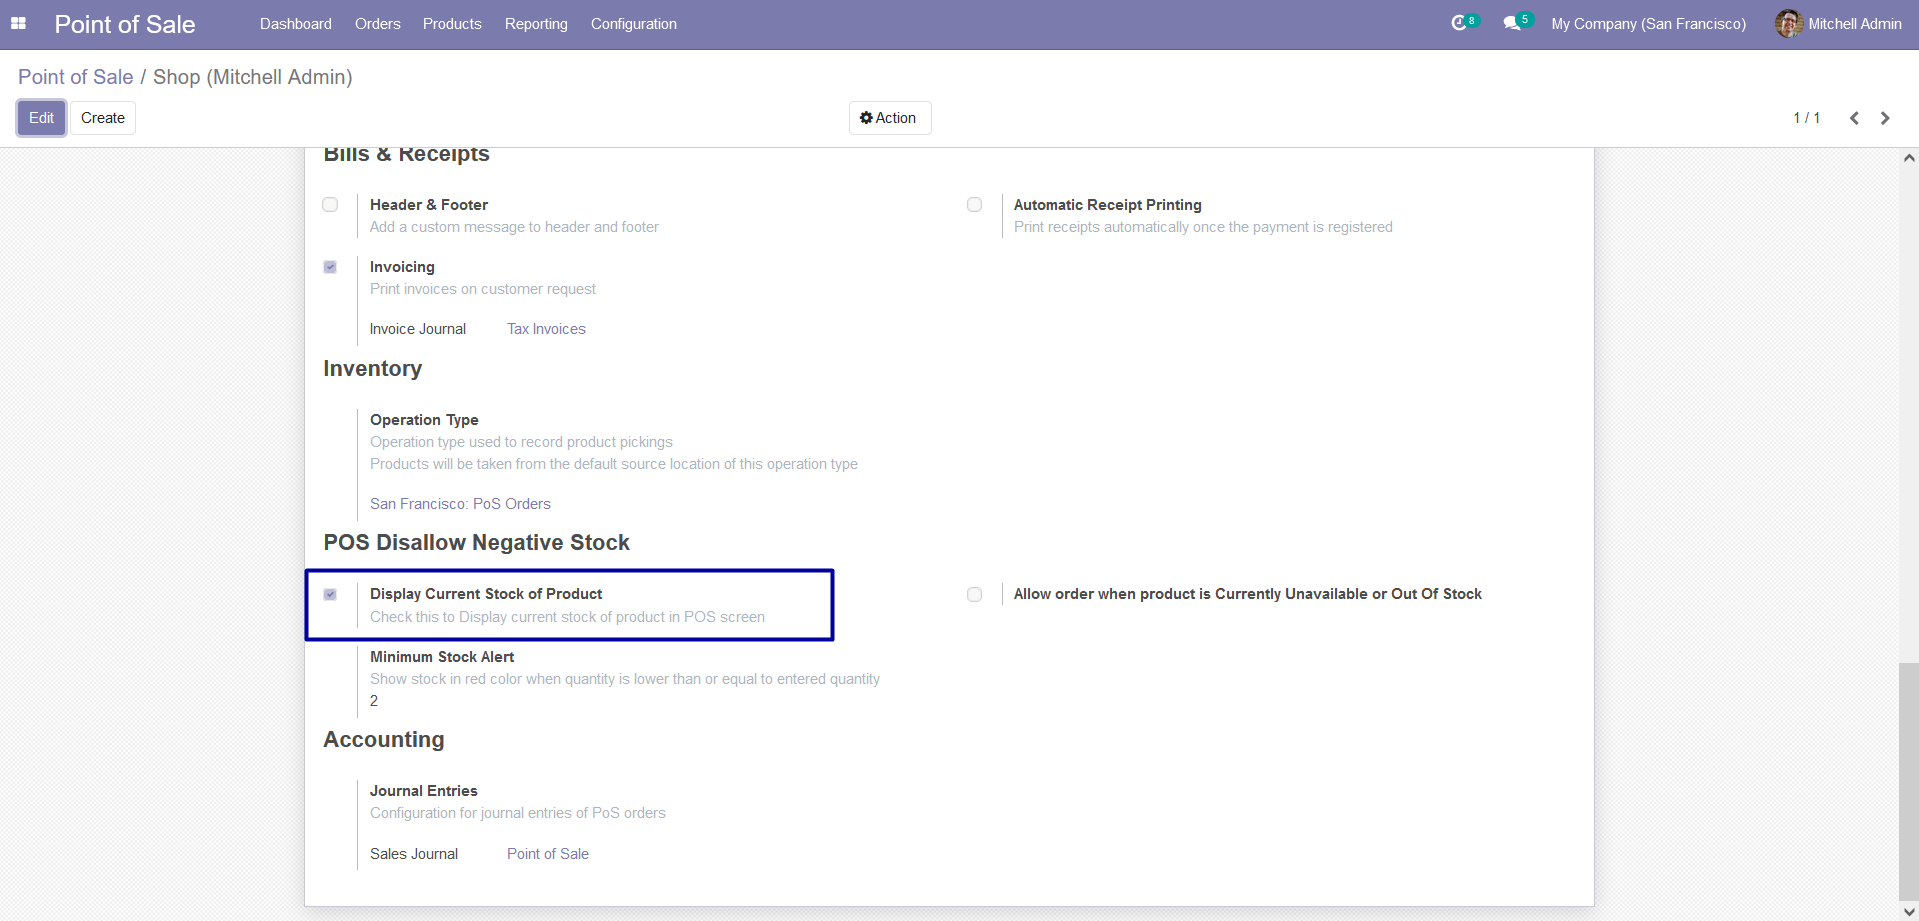 Point of Sale
Dashboard
Orders
Products
Reporting
Configuration
8
5
My Company (San Francisco)
Mitchell Admin
Point of Sale / Shop (Mitchell Admin)
Edit
Create
Action
1 / 1
Bills & Receipts
Header & Footer
Add a custom message to header and footer
Automatic Receipt Printing
Print receipts automatically once the payment is registered
Invoicing
Print invoices on customer request
Invoice Journal
Tax Invoices
Inventory
Operation Type
Operation type used to record product pickings
Products will be taken from the default source location of this operation type
San Francisco: PoS Orders
POS Disallow Negative Stock
Display Current Stock of Product
Check this to Display current stock of product in POS screen
Allow order when product is Currently Unavailable or Out Of Stock
Minimum Stock Alert
Show stock in red color when quantity is lower than or equal to entered quantity
2
Accounting
Journal Entries
Configuration for journal entries of PoS orders
Sales Journal
Point of Sale